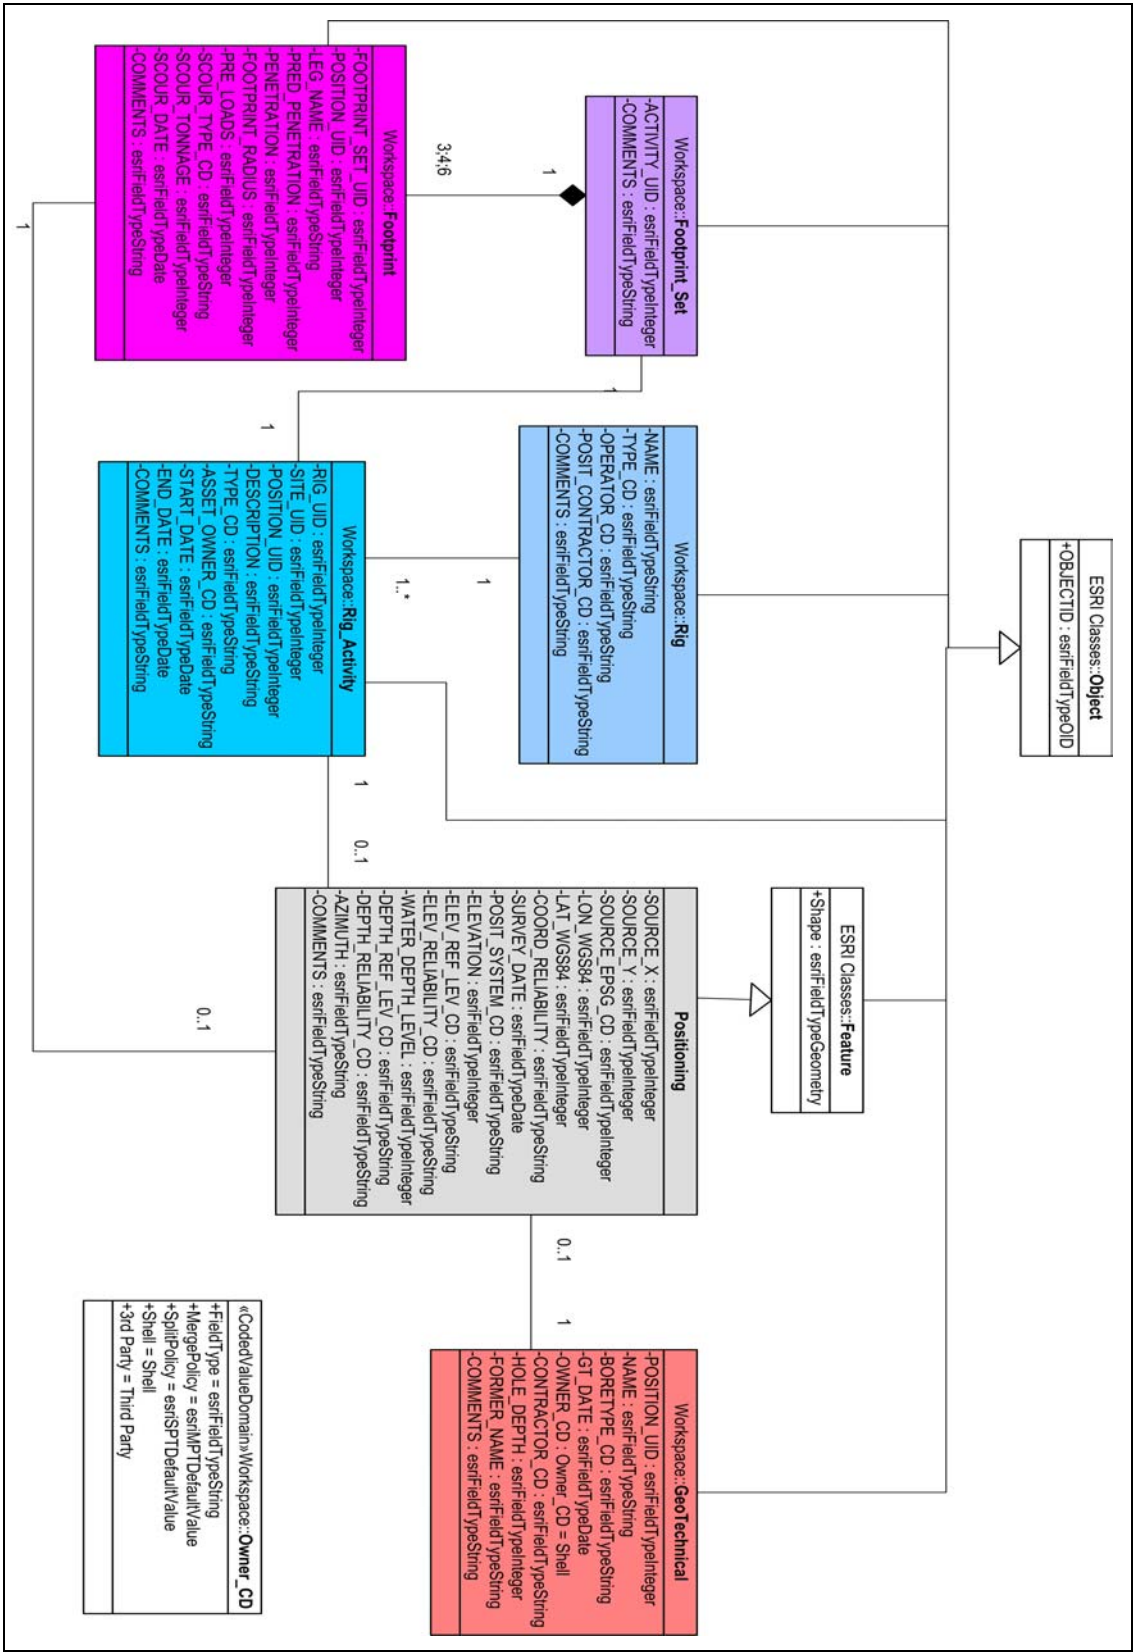 ESRI Classes::Object
+OBJECTID : esriFieldTypeOID
Workspace::Footprint_Set
-ACTIVITY_UID : esriFieldTypeInteger
-COMMENTS : esriFieldTypeString
Workspace::Rig
-NAME : esriFieldTypeString
-TYPE_CD : esriFieldTypeString
-OPERATOR_CD : esriFieldTypeString
-POSIT_CONTRACTOR_CD : esriFieldTypeString
-COMMENTS : esriFieldTypeString
ESRI Classes::Feature
+Shape : esriFieldTypeGeometry
1
3;4;6
1
1
1
1..*
Workspace::Footprint
-FOOTPRINT_SET_UID : esriFieldTypeInteger
-POSITION_UID : esriFieldTypeInteger
-LEG_NAME : esriFieldTypeString
-PRED_PENETRATION : esriFieldTypeInteger
-PENETRATION : esriFieldTypeInteger
-FOOTPRINT_RADIUS : esriFieldTypeInteger
-PRE_LOADS : esriFieldTypeInteger
-SCOUR_TYPE_CD : esriFieldTypeString
-SCOUR_TONNAGE : esriFieldTypeInteger
-SCOUR_DATE : esriFieldTypeDate
-COMMENTS : esriFieldTypeString
Workspace::Rig_Activity
-RIG_UID : esriFieldTypeInteger
-SITE_UID : esriFieldTypeInteger
-POSITION_UID : esriFieldTypeInteger
-DESCRIPTION : esriFieldTypeString
-TYPE_CD : esriFieldTypeString
-ASSET_OWNER_CD : esriFieldTypeString
-START_DATE : esriFieldTypeDate
-END_DATE : esriFieldTypeDate
-COMMENTS : esriFieldTypeString
1
0..1
Positioning
-SOURCE_X : esriFieldTypeInteger
-SOURCE_Y : esriFieldTypeInteger
-SOURCE_EPSG_CD : esriFieldTypeInteger
-LON_WGS84 : esriFieldTypeInteger
-LAT_WGS84 : esriFieldTypeInteger
-COORD_RELIABILITY : esriFieldTypeString
-SURVEY_DATE : esriFieldTypeDate
-POSIT_SYSTEM_CD : esriFieldTypeString
-ELEVATION : esriFieldTypeInteger
-ELEV_REF_LEV_CD : esriFieldTypeString
-ELEV_RELIABILITY_CD : esriFieldTypeString
-WATER_DEPTH_LEVEL : esriFieldTypeInteger
-DEPTH_REF_LEV_CD : esriFieldTypeString
-DEPTH_RELIABILITY_CD : esriFieldTypeString
-AZIMUTH : esriFieldTypeString
-COMMENTS : esriFieldTypeString
0..1
1
Workspace::GeoTechnical
-POSITION_UID : esriFieldTypeInteger
-NAME : esriFieldTypeString
-BORETYPE_CD : esriFieldTypeString
-GT_DATE : esriFieldTypeDate
-OWNER_CD : Owner_CD = Shell
-CONTRACTOR_CD : esriFieldTypeString
-HOLE_DEPTH : esriFieldTypeInteger
-FORMER_NAME : esriFieldTypeString
-COMMENTS : esriFieldTypeString
1
0..1
«CodedValueDomain»Workspace::Owner_CD
+FieldType = esriFieldTypeString
+MergePolicy = esriMPTDefaultValue
+SplitPolicy = esriSPTDefaultValue
+Shell = Shell
+3rd Party = Third Party